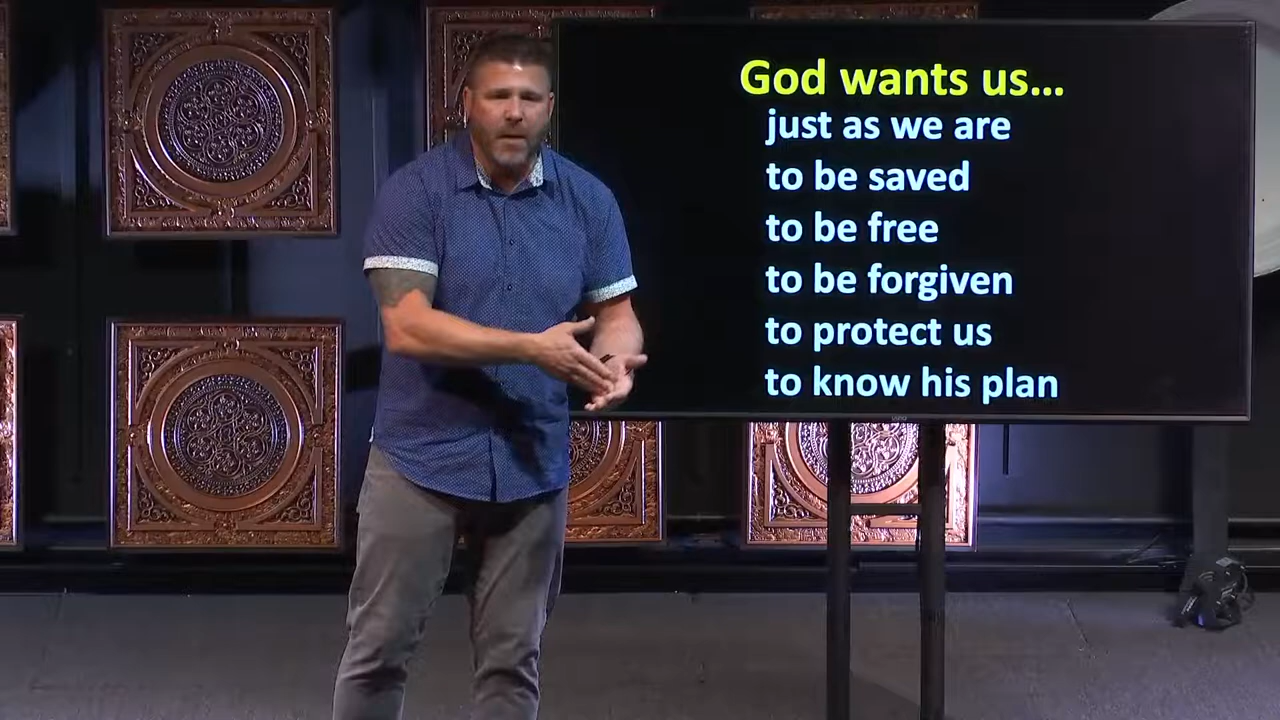 God wants us...
just as we are
to be saved
to be free
to be forgiven
to protect us
to know his plan